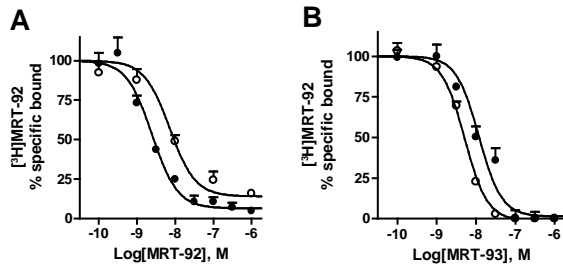 A
[³H]MRT-92
% specific bound
100
75
50
25
0
-10 -9 -8 -7 -6
Log[MRT-92], M
B
[³H]MRT-92
% specific bound
100
75
50
25
0
-10 -9 -8 -7 -6
Log[MRT-93], M